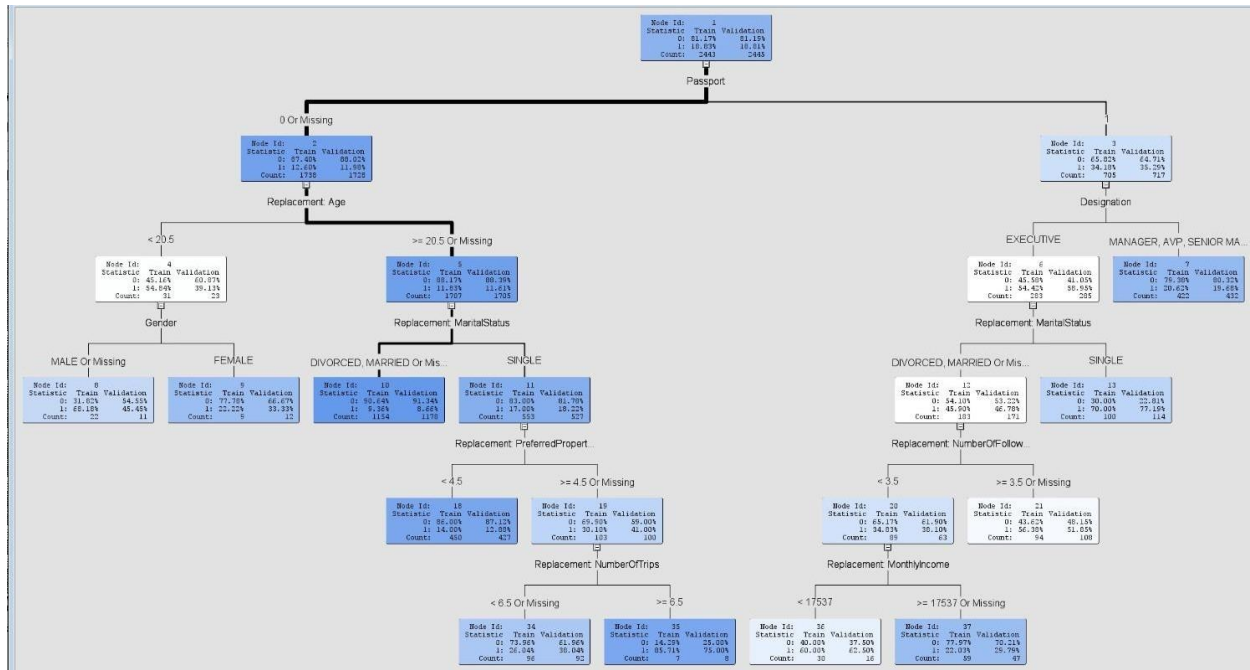 Node Id: 1
Statistic Train Validation
0: 81.17% 81.19%
1: 18.83% 18.81%
Count: 2443 2445
Passport
0 Or Missing
1
Node Id: 2
Statistic Train Validation
0: 87.40% 88.02%
1: 12.60% 11.98%
Count: 1738 1728
Node Id: 3
Statistic Train Validation
0: 65.82% 64.71%
1: 34.18% 35.29%
Count: 705 717
Replacement: Age
Designation
< 20.5
>= 20.5 Or Missing
EXECUTIVE
MANAGER, AVP, SENIOR MA...
Node Id: 4
Statistic Train Validation
0: 45.16% 60.87%
1: 54.84% 39.13%
Count: 31 23
Node Id: 5
Statistic Train Validation
0: 88.17% 88.39%
1: 11.83% 11.61%
Count: 1707 1705
Node Id: 6
Statistic Train Validation
0: 45.58% 41.05%
1: 54.42% 58.95%
Count: 283 285
Node Id: 7
Statistic Train Validation
0: 79.38% 80.32%
1: 20.62% 19.68%
Count: 422 432
Gender
Replacement: MaritalStatus
Replacement: MaritalStatus
MALE Or Missing
FEMALE
DIVORCED, MARRIED Or Mis...
SINGLE
DIVORCED, MARRIED Or Mis...
SINGLE
Node Id: 8
Statistic Train Validation
0: 31.82% 54.55%
1: 68.18% 45.45%
Count: 22 11
Node Id: 9
Statistic Train Validation
0: 77.78% 66.67%
1: 22.22% 33.33%
Count: 9 12
Node Id: 10
Statistic Train Validation
0: 90.64% 91.34%
1: 9.36% 8.66%
Count: 1154 1178
Node Id: 11
Statistic Train Validation
0: 83.00% 81.78%
1: 17.00% 18.22%
Count: 553 527
Node Id: 12
Statistic Train Validation
0: 54.10% 53.22%
1: 45.90% 46.78%
Count: 183 171
Node Id: 13
Statistic Train Validation
0: 30.00% 22.81%
1: 70.00% 77.19%
Count: 100 114
Replacement: PreferredPropert...
Replacement: NumberOfFollow...
< 4.5
>= 4.5 Or Missing
< 3.5
>= 3.5 Or Missing
Node Id: 18
Statistic Train Validation
0: 86.00% 87.12%
1: 14.00% 12.88%
Count: 450 427
Node Id: 19
Statistic Train Validation
0: 69.90% 59.00%
1: 30.10% 41.00%
Count: 103 100
Node Id: 20
Statistic Train Validation
0: 65.17% 61.90%
1: 34.83% 38.10%
Count: 89 63
Node Id: 21
Statistic Train Validation
0: 43.62% 48.15%
1: 56.38% 51.85%
Count: 94 108
Replacement: NumberOfTrips
Replacement: MonthlyIncome
< 6.5 Or Missing
>= 6.5
< 17537
>= 17537 Or Missing
Node Id: 34
Statistic Train Validation
0: 73.96% 61.96%
1: 26.04% 38.04%
Count: 96 92
Node Id: 35
Statistic Train Validation
0: 14.29% 25.00%
1: 85.71% 75.00%
Count: 7 8
Node Id: 36
Statistic Train Validation
0: 40.00% 37.50%
1: 60.00% 62.50%
Count: 30 16
Node Id: 37
Statistic Train Validation
0: 77.97% 70.21%
1: 22.03% 29.79%
Count: 59 47